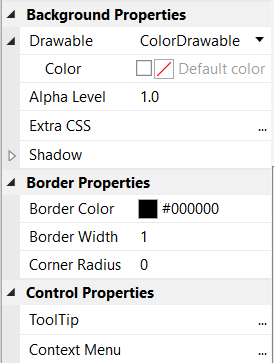 Background Properties
Drawable ColorDrawable
Color Default color
Alpha Level 1.0
Extra CSS ...
Shadow
Border Properties
Border Color #000000
Border Width 1
Corner Radius 0
Control Properties
ToolTip ...
Context Menu ...